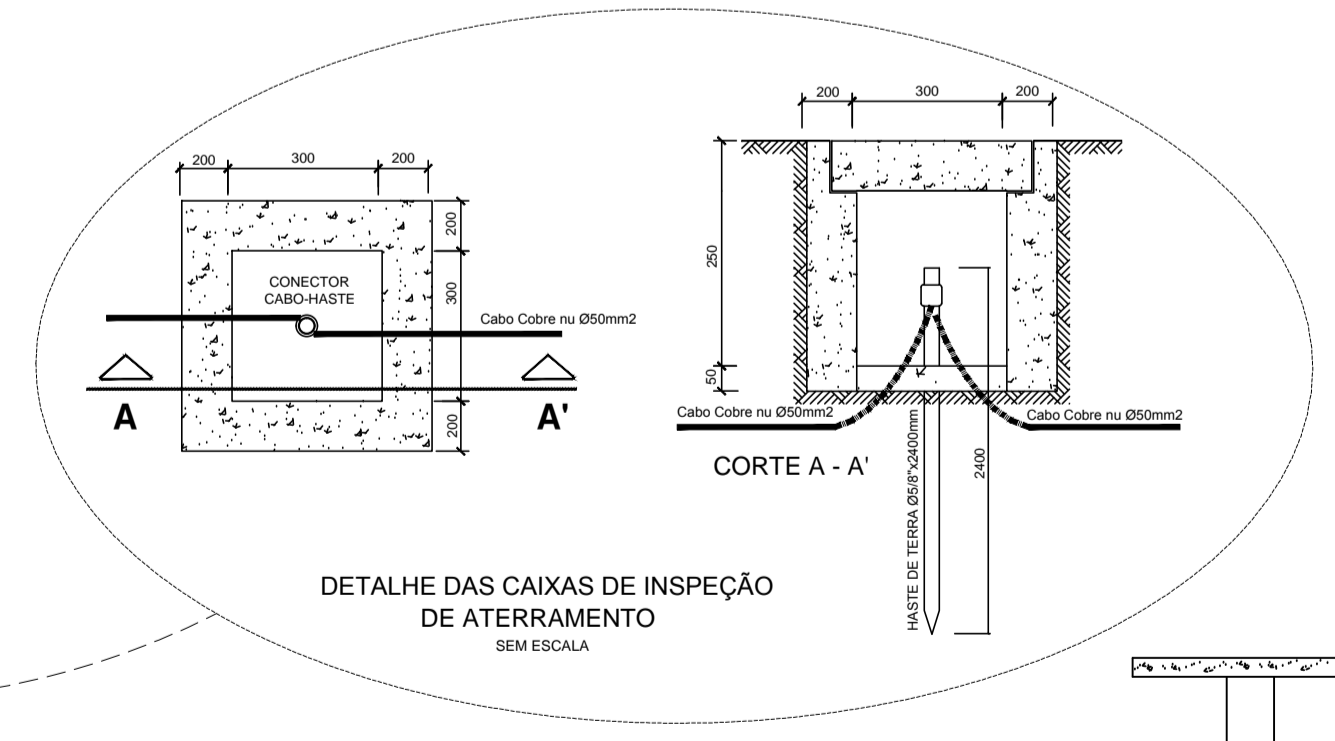 200
300
200
200
300
200
CONECTOR
CABO-HASTE
Cabo Cobre nu Ø50mm2
A
A'
200
300
200
250
50
Cabo Cobre nu Ø50mm2
Cabo Cobre nu Ø50mm2
HASTE DE TERRA Ø5/8"x2400mm
2400
CORTE A - A'
DETALHE DAS CAIXAS DE INSPEÇÃO
DE ATERRAMENTO
SEM ESCALA